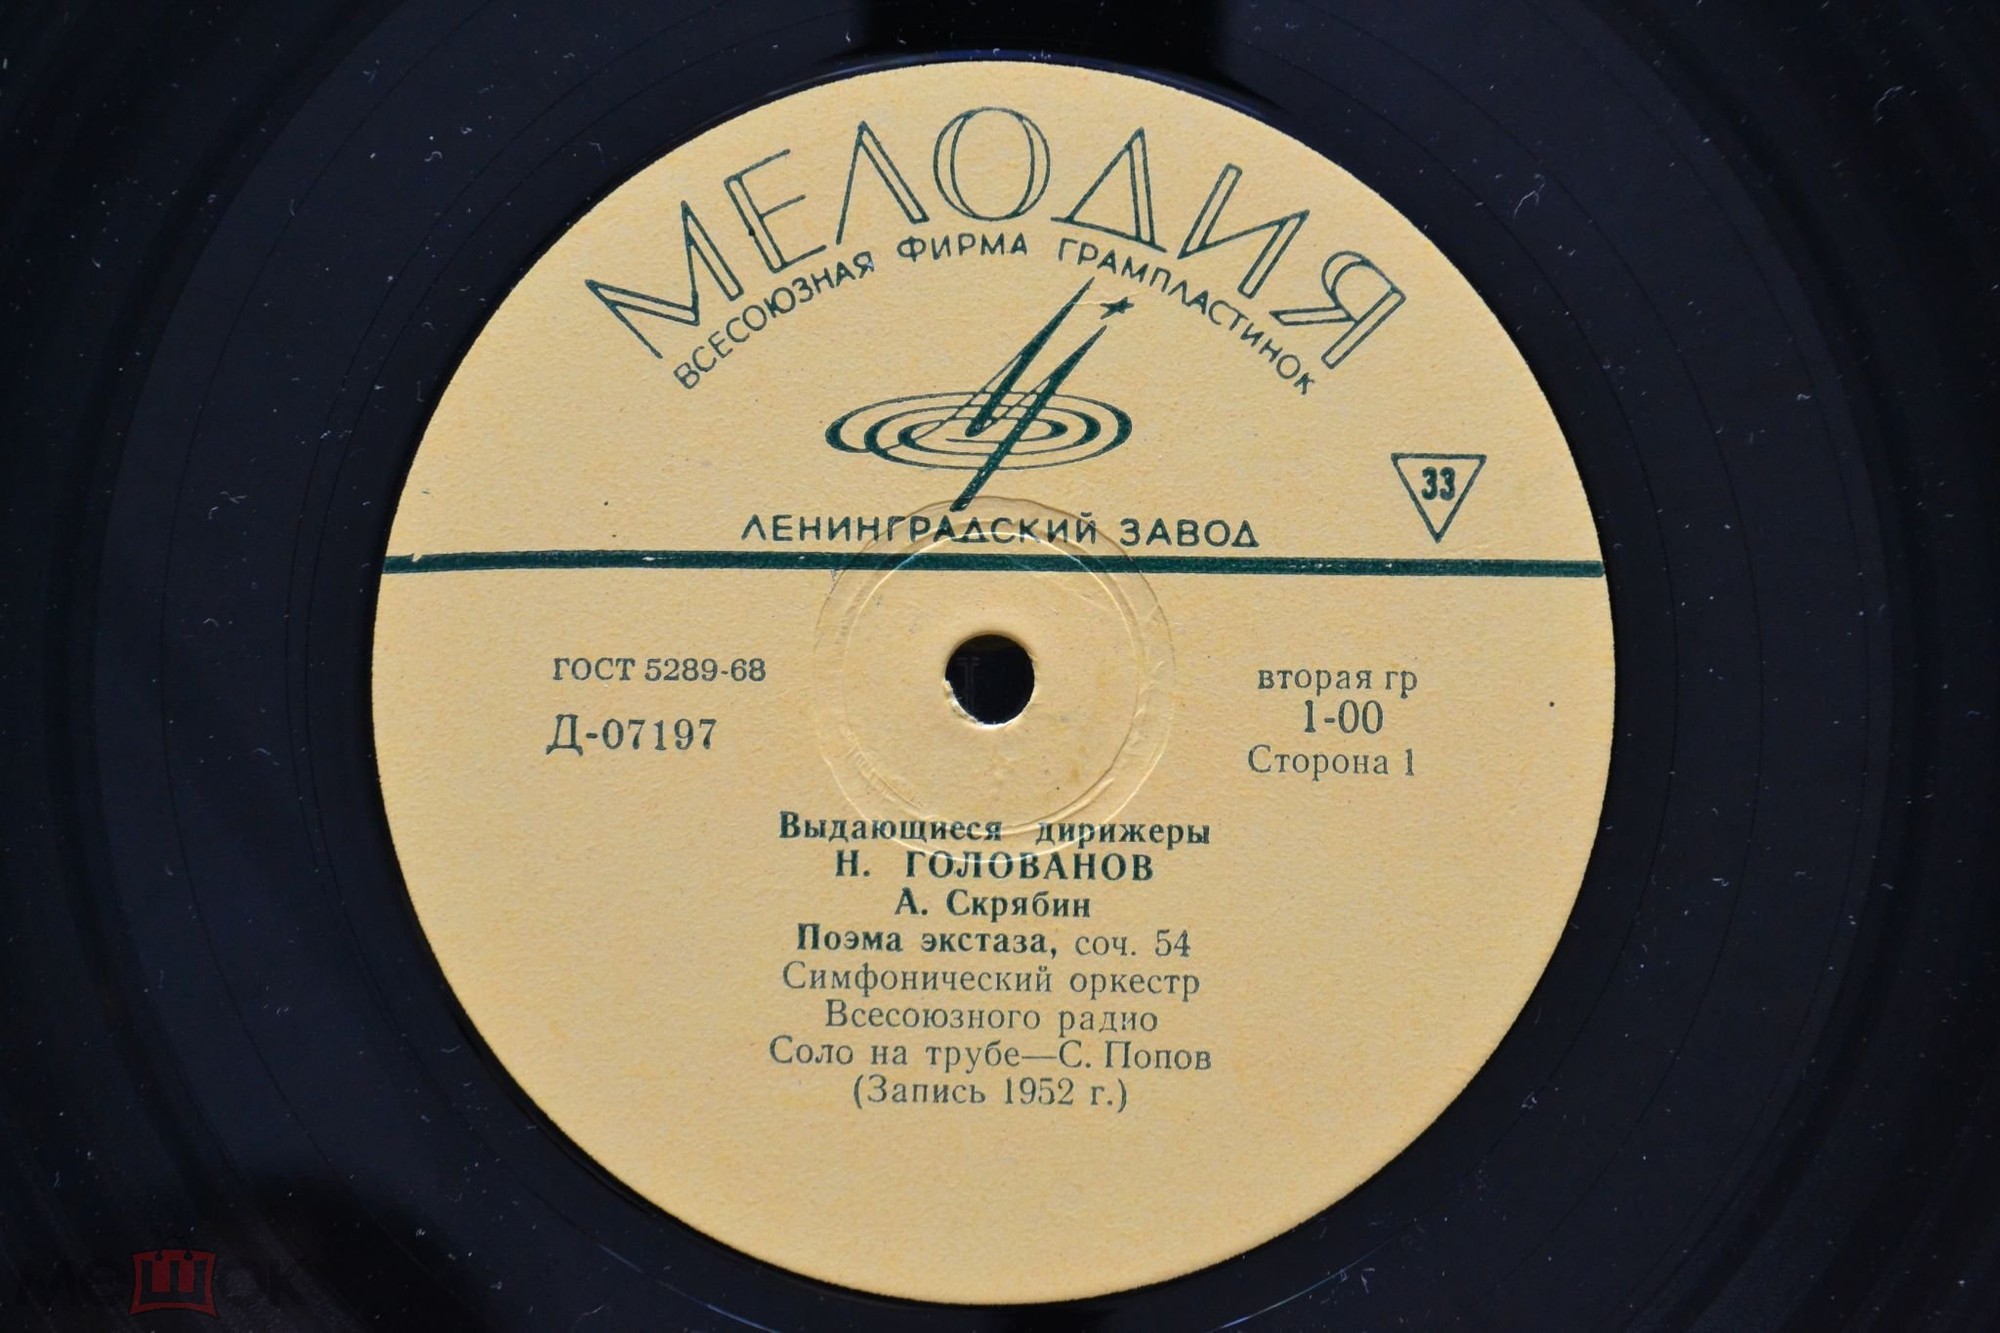 МЕЛОДИЯ
ВСЕСОЮЗНАЯ ФИРМА ГРАМПЛАСТИНОК
33
ЛЕНИНГРАДСКИЙ ЗАВОД
ГОСТ 5289-68
Д-07197
вторая гр
1-00
Сторона 1
Выдающиеся дирижеры
Н. ГОЛОВАНОВ
А. Скрябин
Поэма экстаза, соч. 54
Симфонический оркестр
Всесоюзного радио
Соло на трубе—С. Попов
(Запись 1952 г.)
мешок